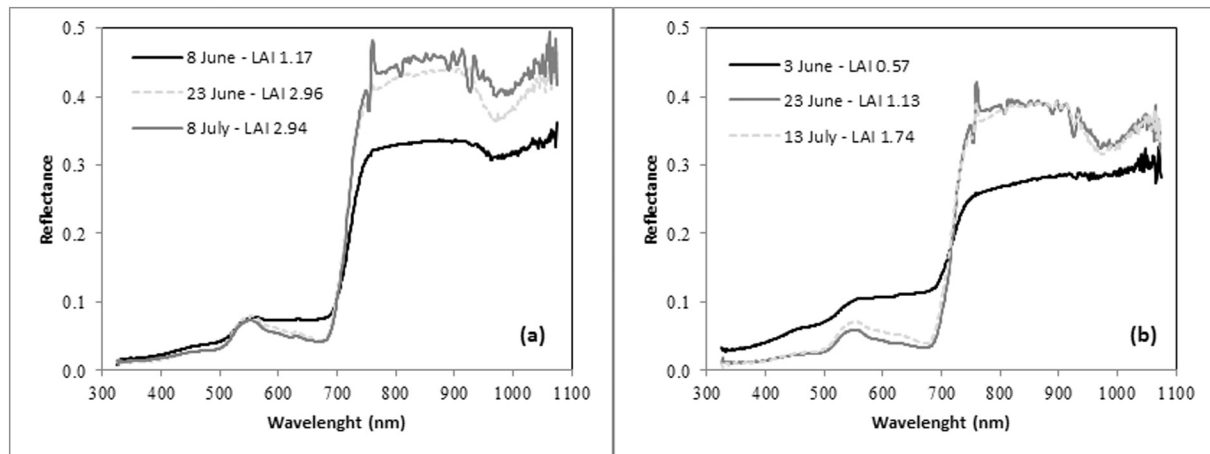 0.5
0.4
0.3
0.2
0.1
0.0
Reflectance
8 June - LAI 1.17
23 June - LAI 2.96
8 July - LAI 2.94
(a)
300 400 500 600 700 800 900 1000 1100
Wavelenght (nm)
0.5
0.4
0.3
0.2
0.1
0.0
Reflectance
3 June - LAI 0.57
23 June - LAI 1.13
13 July - LAI 1.74
(b)
300 400 500 600 700 800 900 1000 1100
Wavelenght (nm)